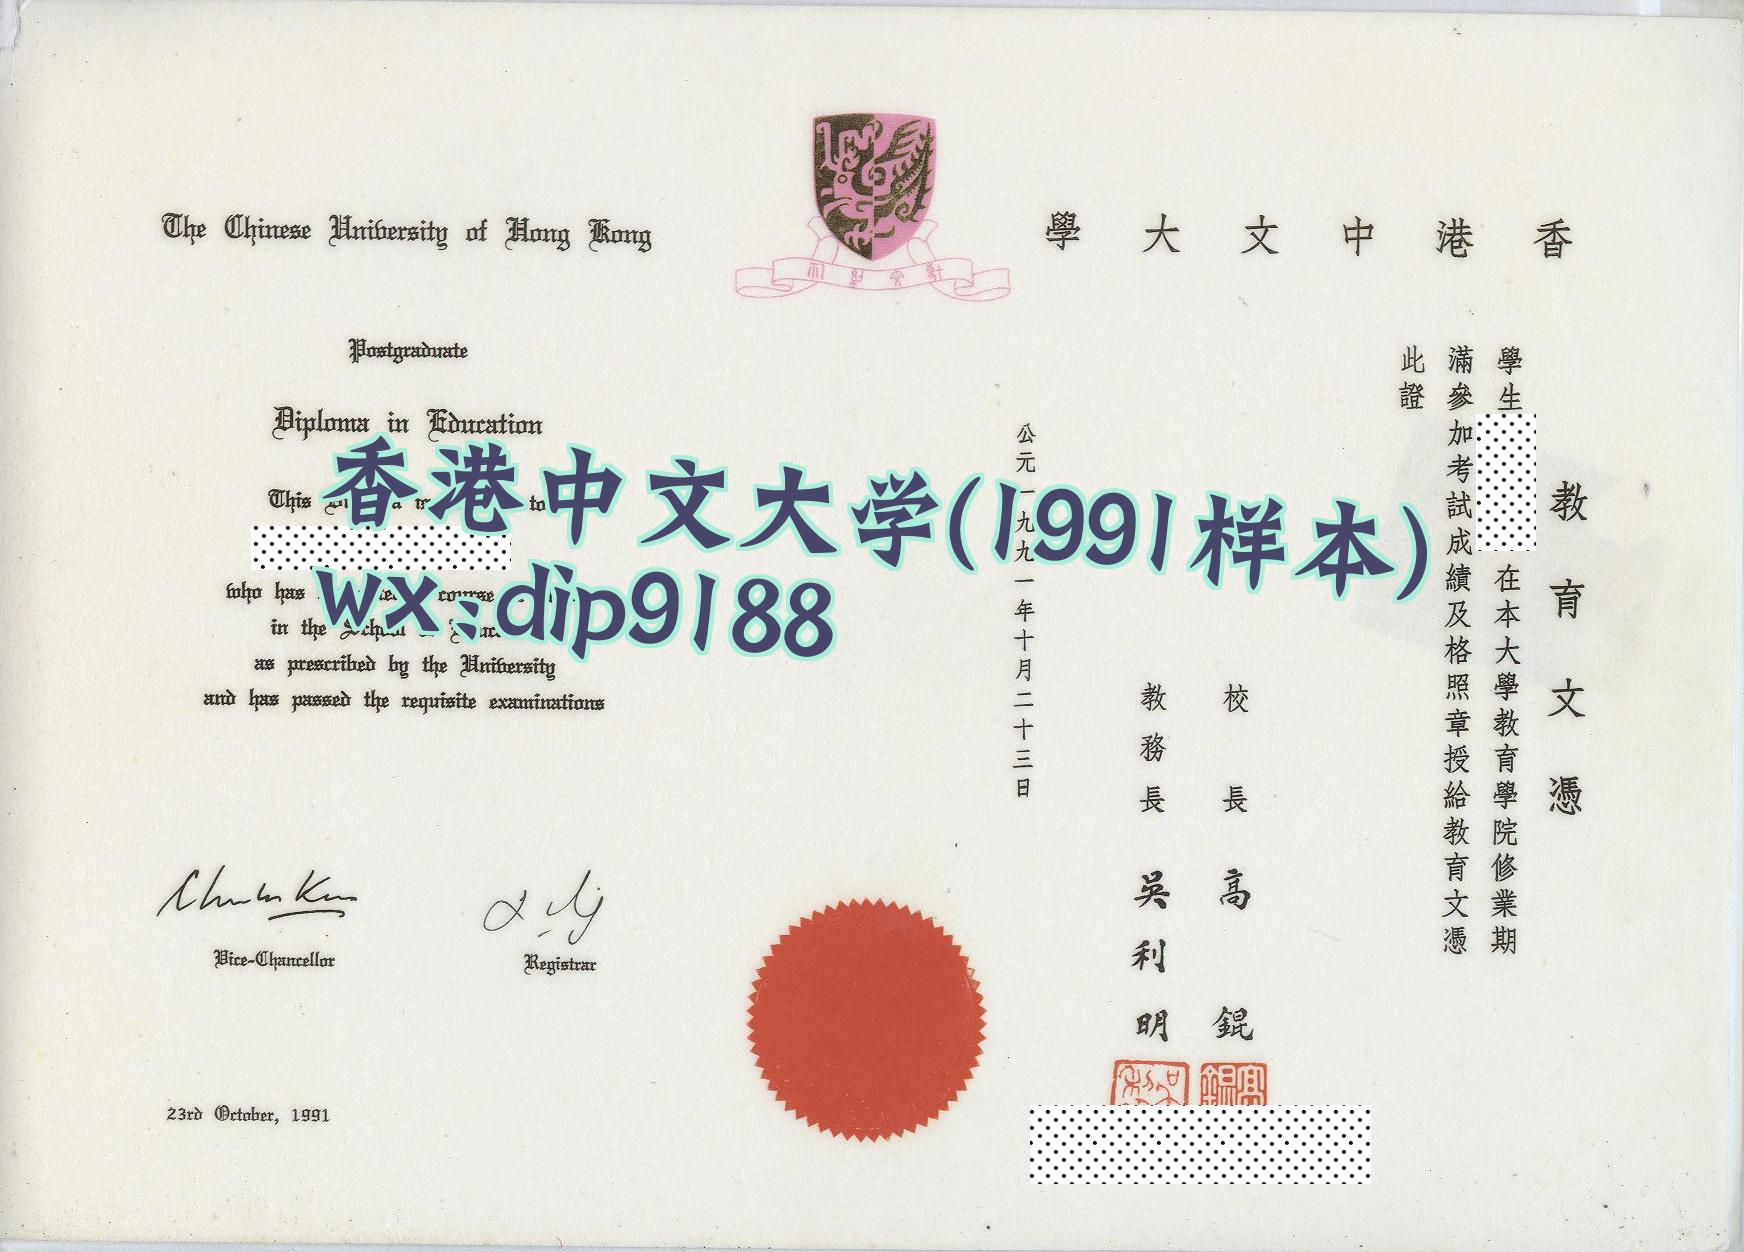 The Chinese University of Hong Kong
學大文中港香
Postgraduate
Diploma in Education
This to
who has course
in the
as prescribed by the University
and has passed the requisite examinations
香港中文大学(1991样本)
wx:dip9188
教育文憑
學生 在本大學教育學院修業期
滿參加考試成績及格照章授給教育文憑
此證
校長 高錕
教務長 吳利明
公元一九九一年十月二十三日
Vice-Chancellor
Registrar
23rd October, 1991